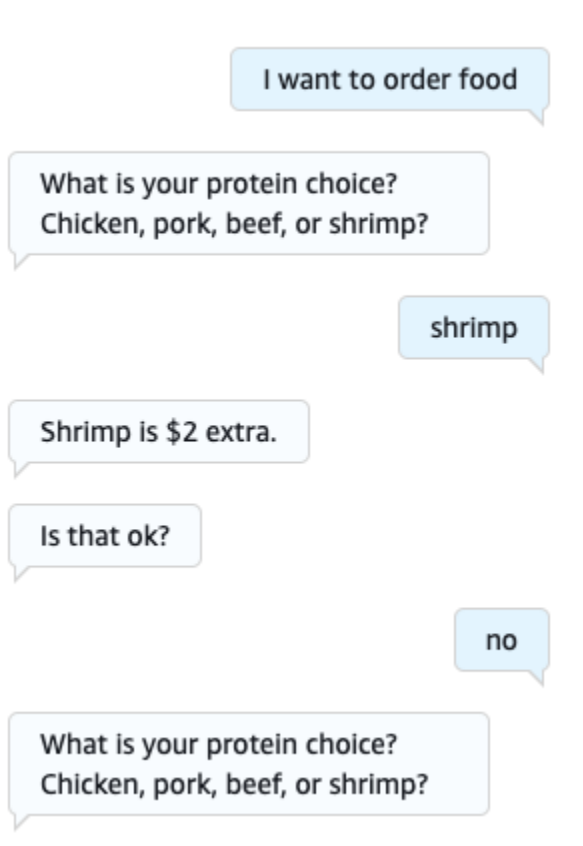 I want to order food
What is your protein choice?
Chicken, pork, beef, or shrimp?
shrimp
Shrimp is $2 extra.
Is that ok?
no
What is your protein choice?
Chicken, pork, beef, or shrimp?